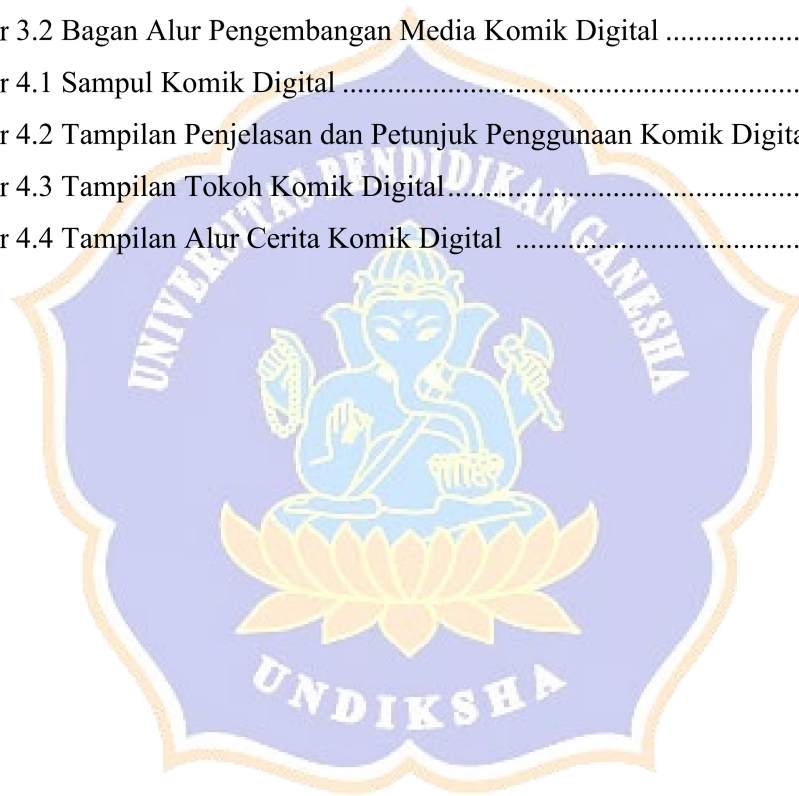 r 3.2 Bagan Alur Pengembangan Media Komik Digital ..................
r 4.1 Sampul Komik Digital ..............................................................
r 4.2 Tampilan Penjelasan dan Petunjuk Penggunaan Komik Digita
r 4.3 Tampilan Tokoh Komik Digital...............................................
r 4.4 Tampilan Alur Cerita Komik Digital ......................................
UNIVERSITAS PENDIDIKAN GANESHA
UNDIKSHA